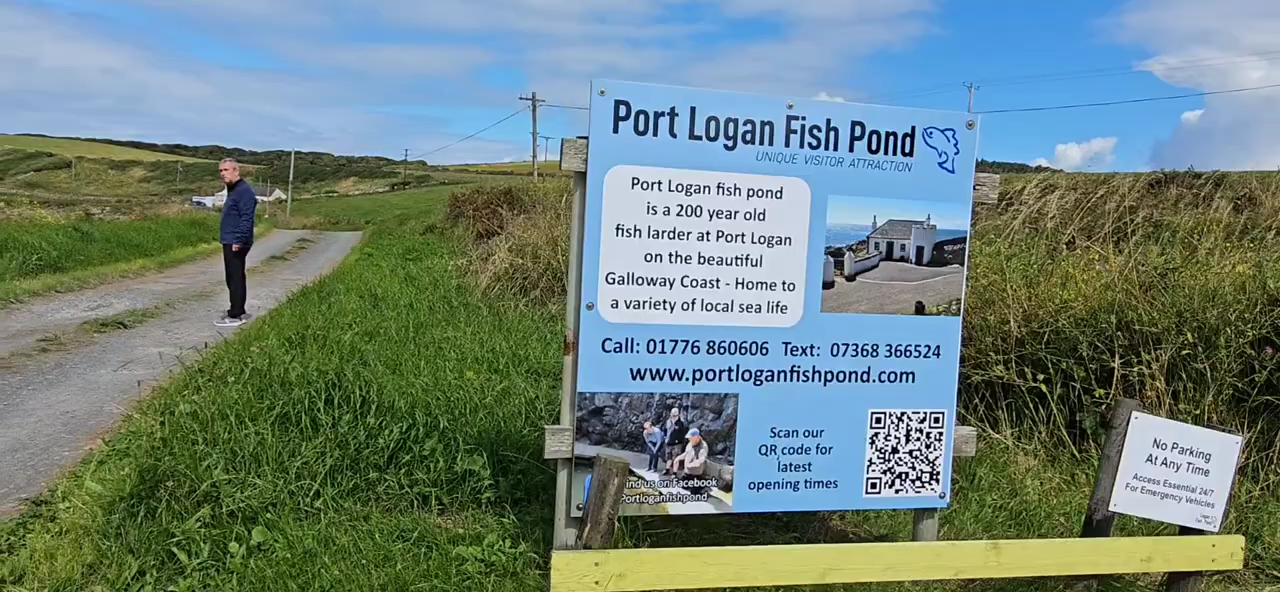 Port Logan Fish Pond
UNIQUE VISITOR ATTRACTION
Port Logan fish pond
is a 200 year old
fish larder at Port Logan
on the beautiful
Galloway Coast - Home to
a variety of local sea life
Call: 01776 860606 Text: 07368 366524
www.portloganfishpond.com
ind us on Facebook
Portloganfishpond
Scan our
QR code for
latest
opening times
No Parking
At Any Time
Access Essential 24/7
For Emergency Vehicles